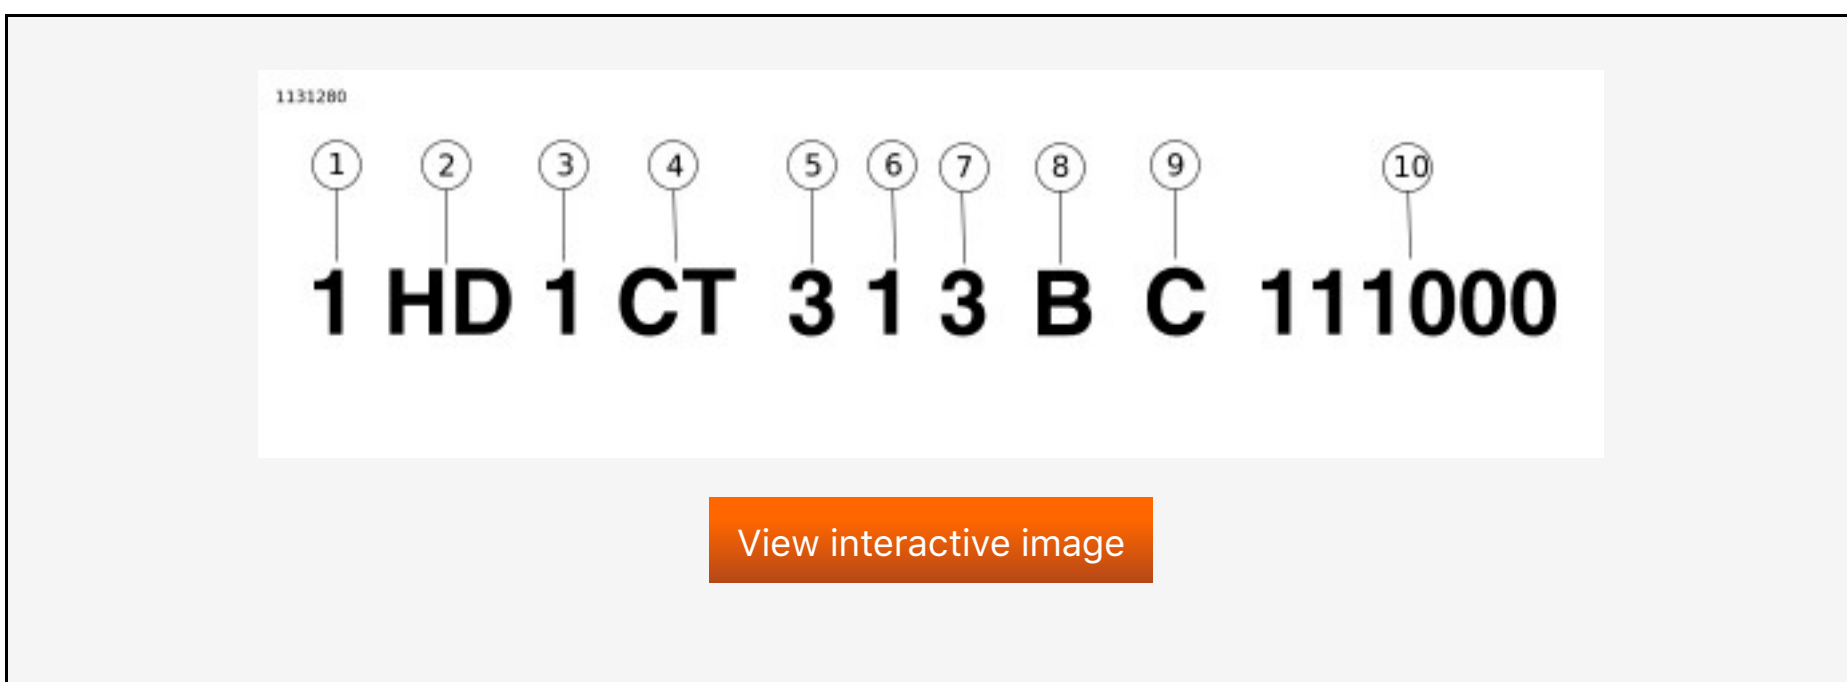 1131280
1 2 3 4 5 6 7 8 9 10
1 HD 1 CT 3 1 3 B C 111000
View interactive image